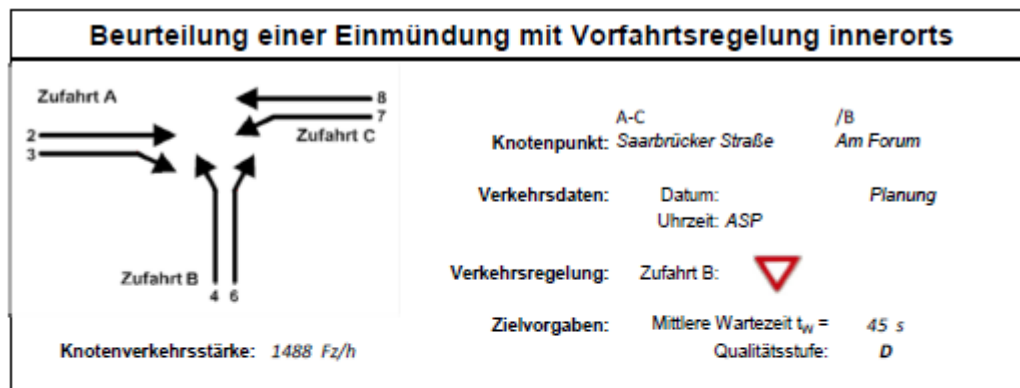 Beurteilung einer Einmündung mit Vorfahrtsregelung innerorts
Zufahrt A
8
7
2
3
Zufahrt C
Zufahrt B
4 6
Knotenverkehrsstärke: 1488 Fz/h
A-C /B
Knotenpunkt: Saarbrücker Straße Am Forum
Verkehrsdaten: Datum: Planung
Uhrzeit: ASP
Verkehrsregelung: Zufahrt B:
Zielvorgaben: Mittlere Wartezeit tw = 45 s
Qualitätsstufe: D